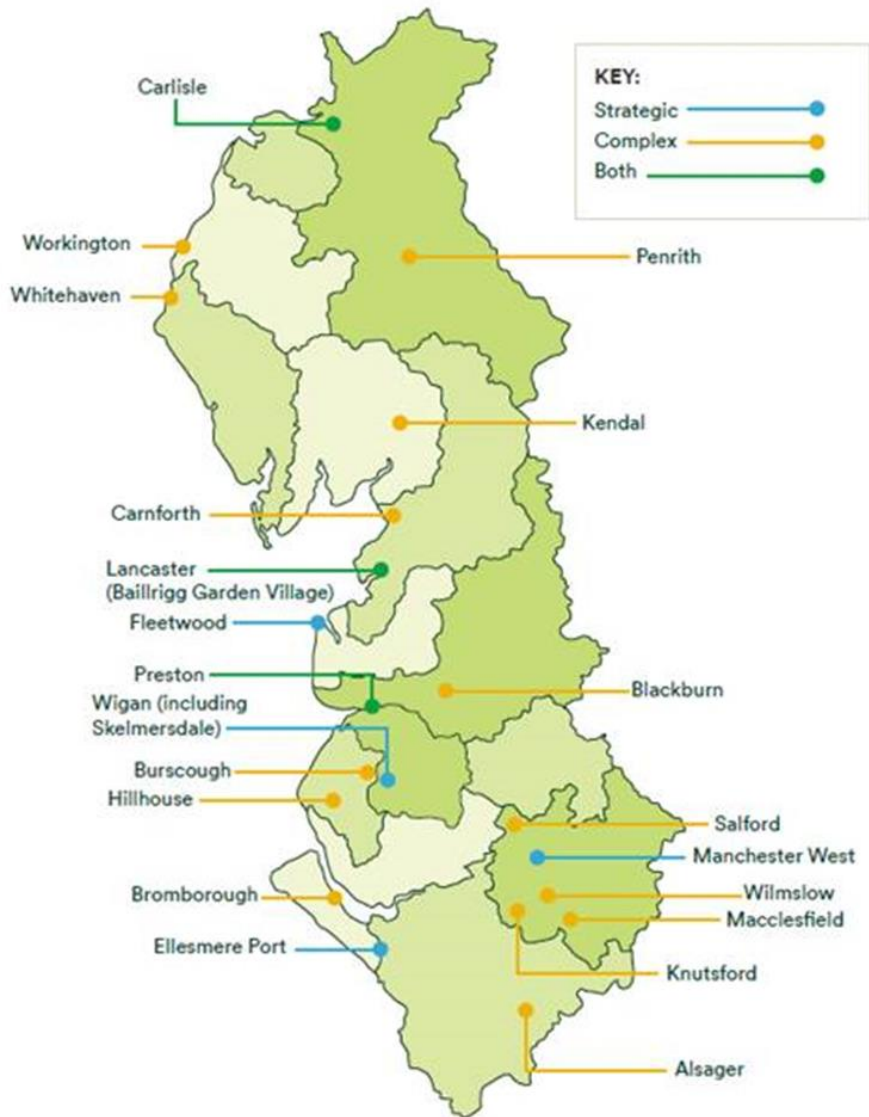 KEY:
Strategic
Complex
Both
Carlisle
Workington
Whitehaven
Penrith
Kendal
Carnforth
Lancaster
(Baillrigg Garden Village)
Fleetwood
Preston
Wigan (including
Skelmersdale)
Blackburn
Burscough
Hillhouse
Salford
Manchester West
Bromborough
Wilmslow
Macclesfield
Ellesmere Port
Knutsford
Alsager